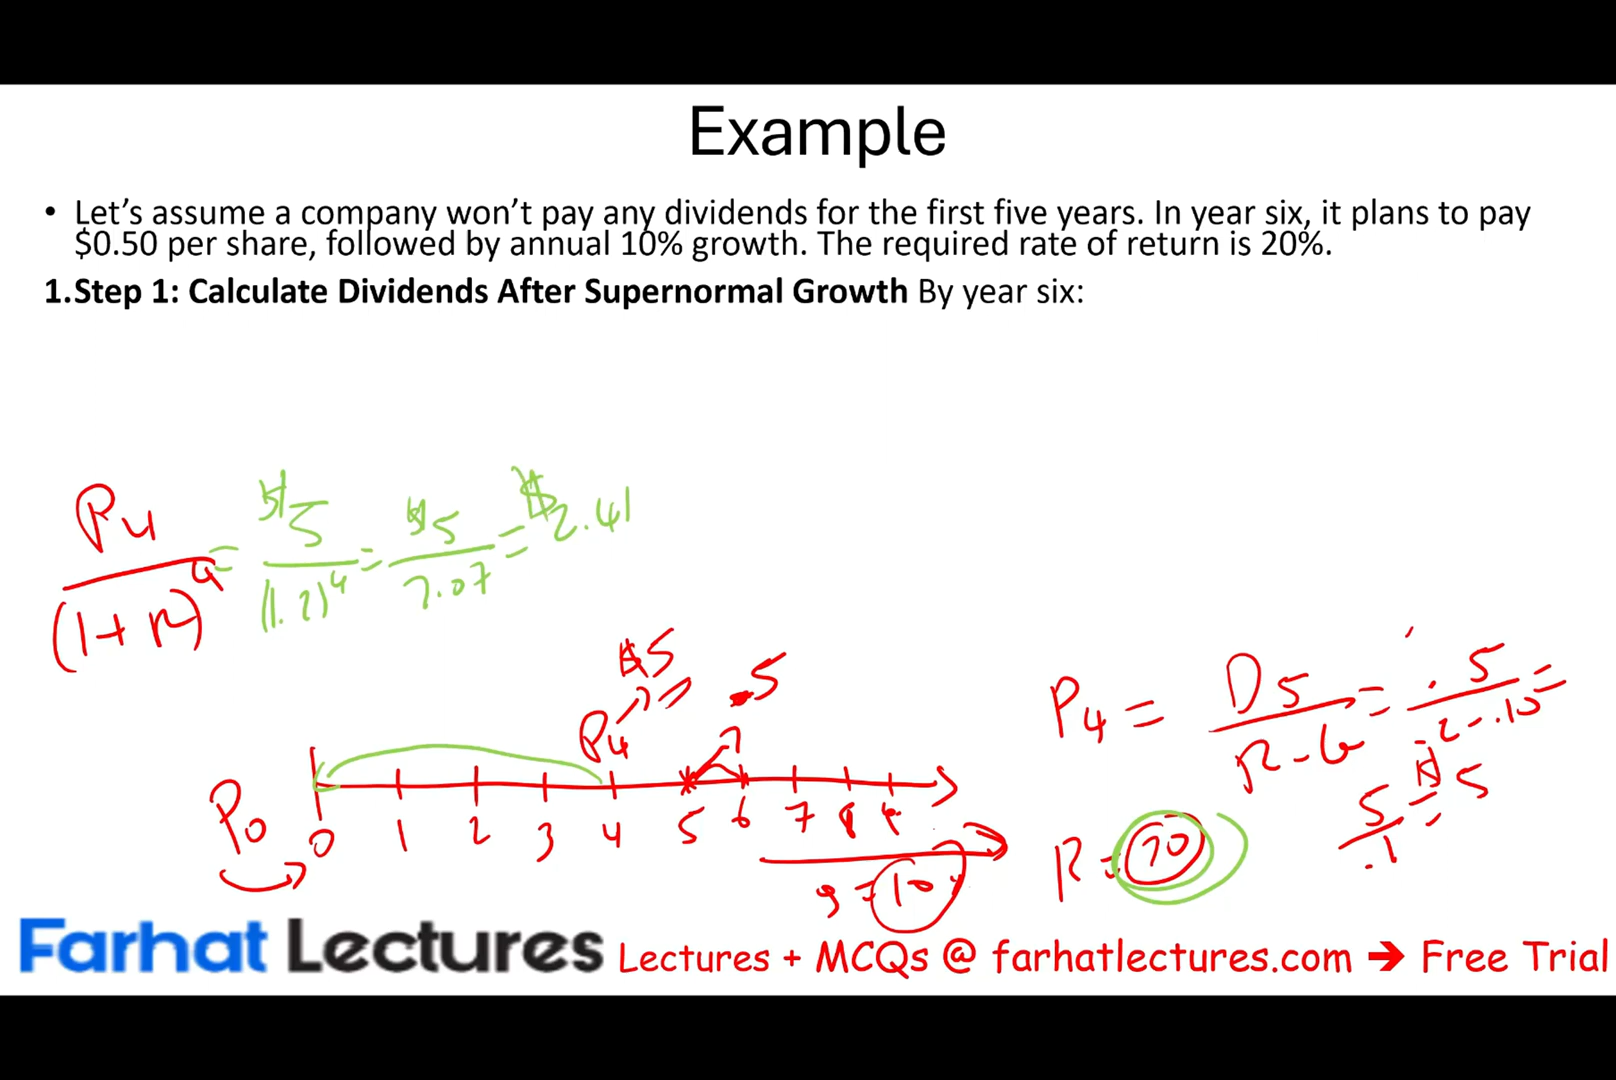 Example
• Let's assume a company won't pay any dividends for the first five years. In year six, it plans to pay
$0.50 per share, followed by annual 10% growth. The required rate of return is 20%.
1.Step 1: Calculate Dividends After Supernormal Growth By year six:
P4 / (1+R)^4 = $5 / (1.2)^4 = $5 / 2.07 = $2.41
$5
.5
P4
P4 = D5 / R-G = .5 / .2-.10 =
5 / .1 = $5
P0
0 1 2 3 4 5 6 7 8 9
g = 10%
R = 20
Farhat Lectures Lectures + MCQs @ farhatlectures.com ➔ Free Trial